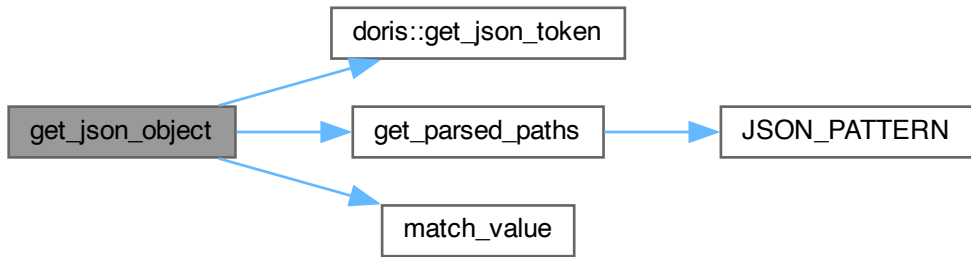 doris::get_json_token
get_json_object
get_parsed_paths
JSON_PATTERN
match_value